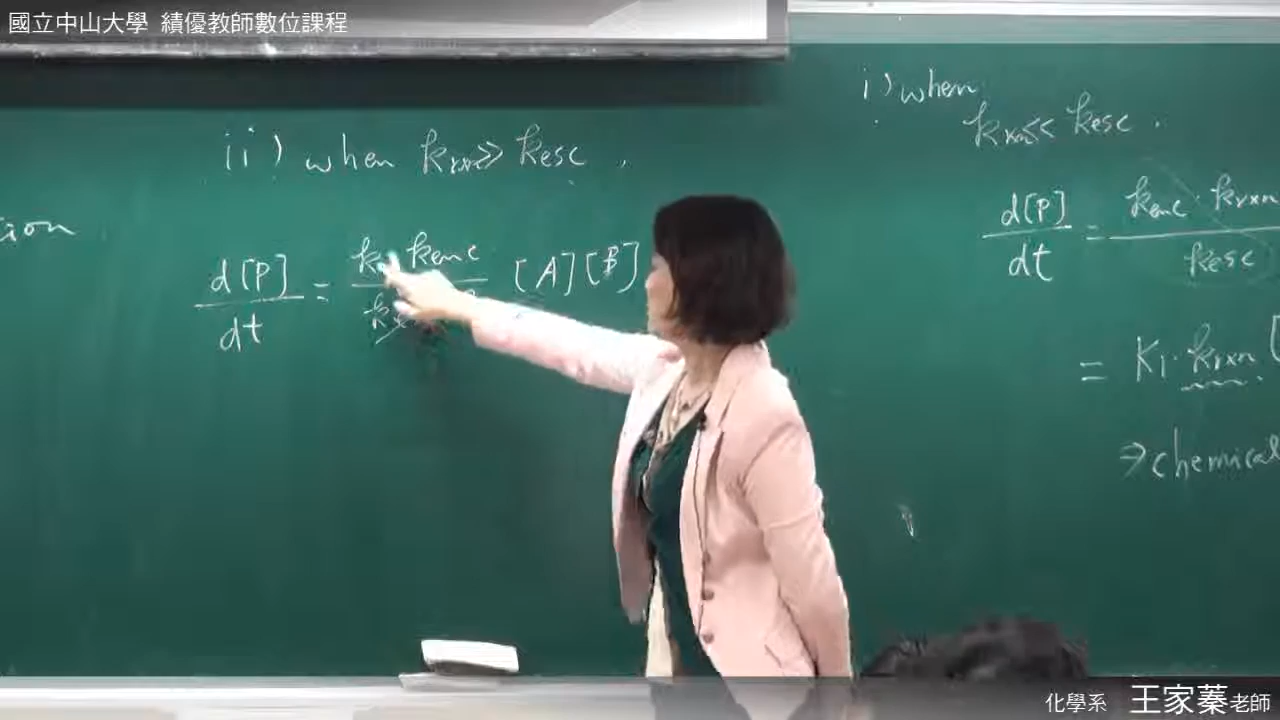 國立中山大學 績優教師數位課程
ii) when krxn >> kesc .
d[P]
dt
=
kenc
[A][B]
i) when
krxn << kesc .
d[P]
dt
=
kenc · krxn
kesc
= K1 · krxn
⇒ chemical
化學系 王家蓁老師